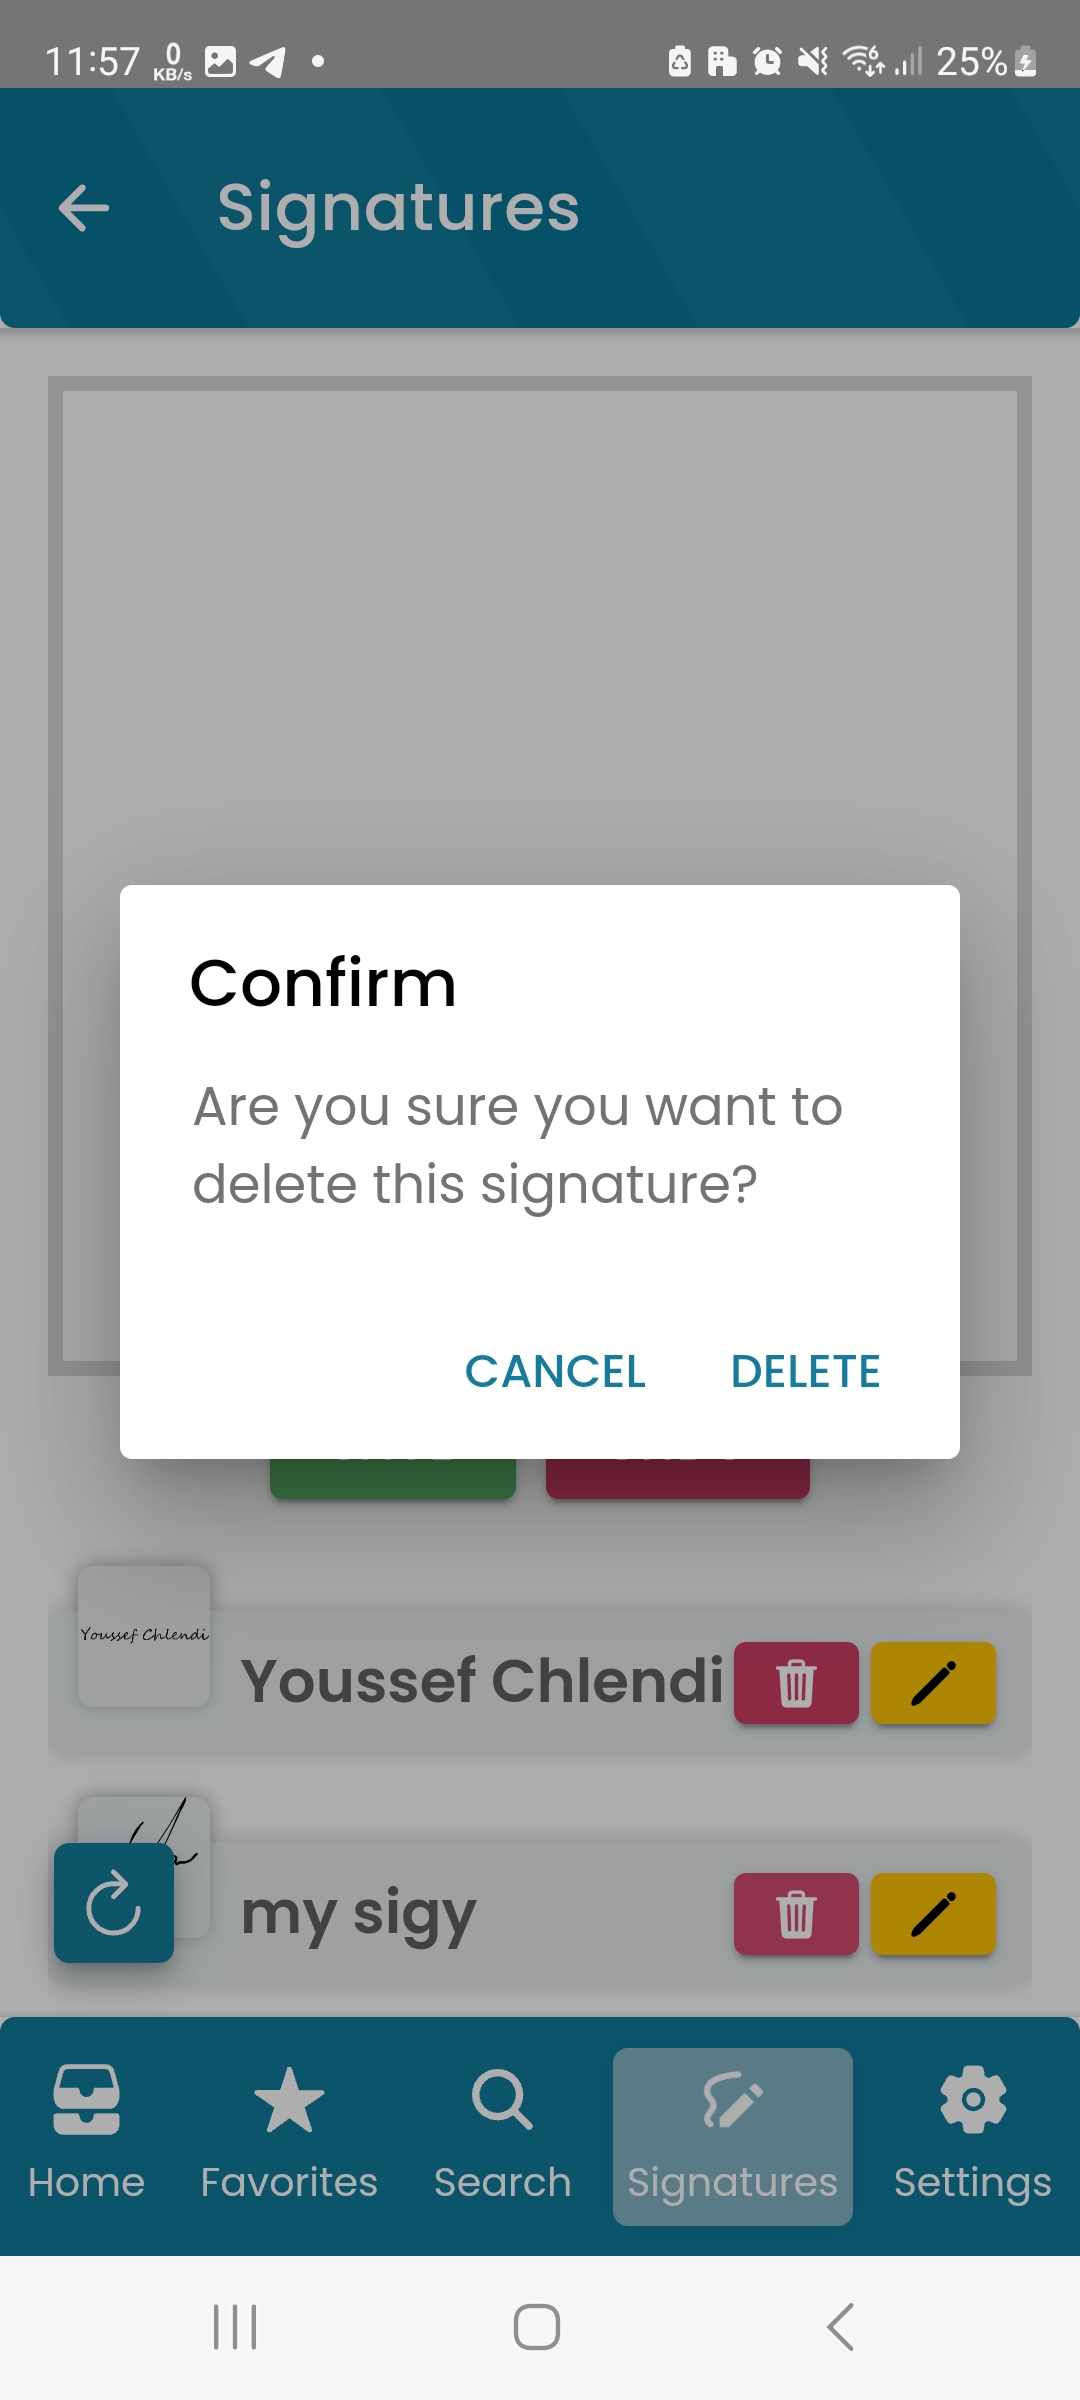 11:57 0 KB/s 25%
Signatures
Confirm
Are you sure you want to
delete this signature?
CANCEL DELETE
Youssef Chlendi
Youssef Chlendi
my sigy
Home Favorites Search Signatures Settings